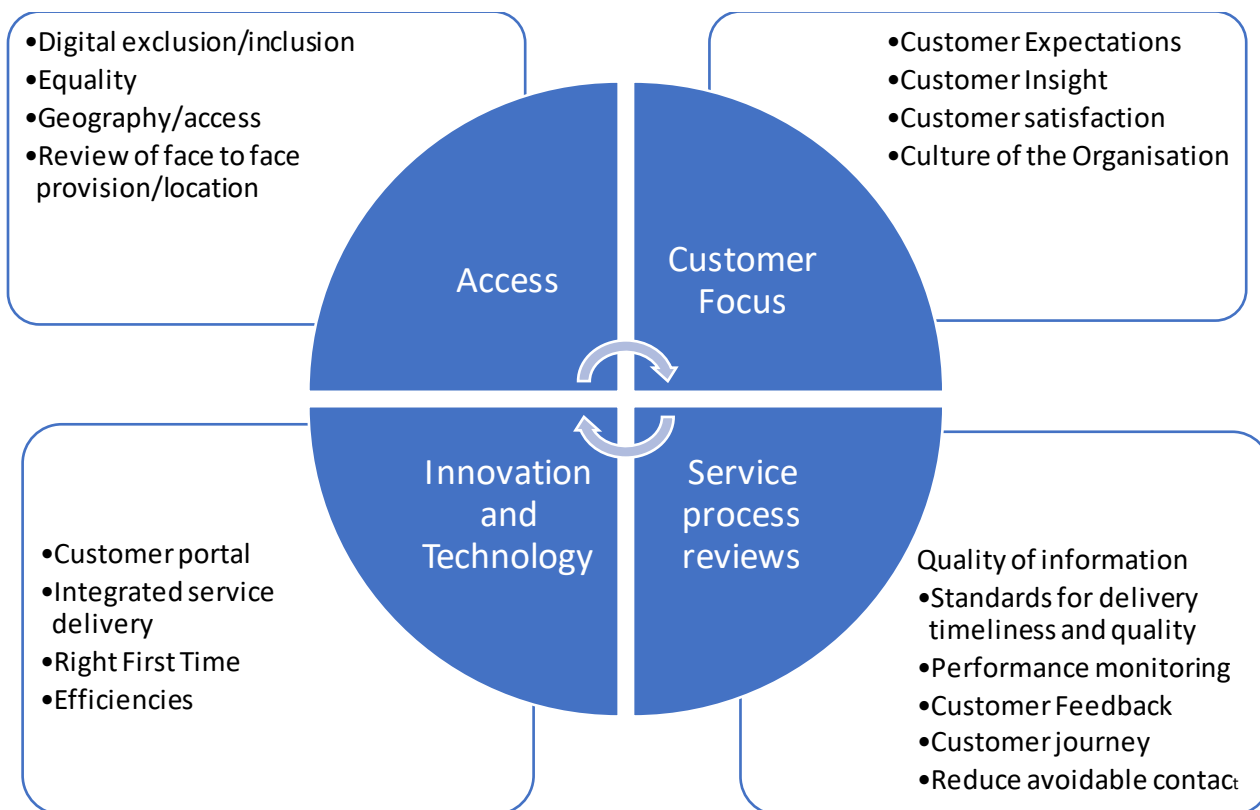 •Digital exclusion/inclusion
•Equality
•Geography/access
•Review of face to face
provision/location
•Customer Expectations
•Customer Insight
•Customer satisfaction
•Culture of the Organisation
Access
Customer
Focus
Innovation
and
Technology
Service
process
reviews
•Customer portal
•Integrated service
delivery
•Right First Time
•Efficiencies
Quality of information
•Standards for delivery
timeliness and quality
•Performance monitoring
•Customer Feedback
•Customer journey
•Reduce avoidable contact